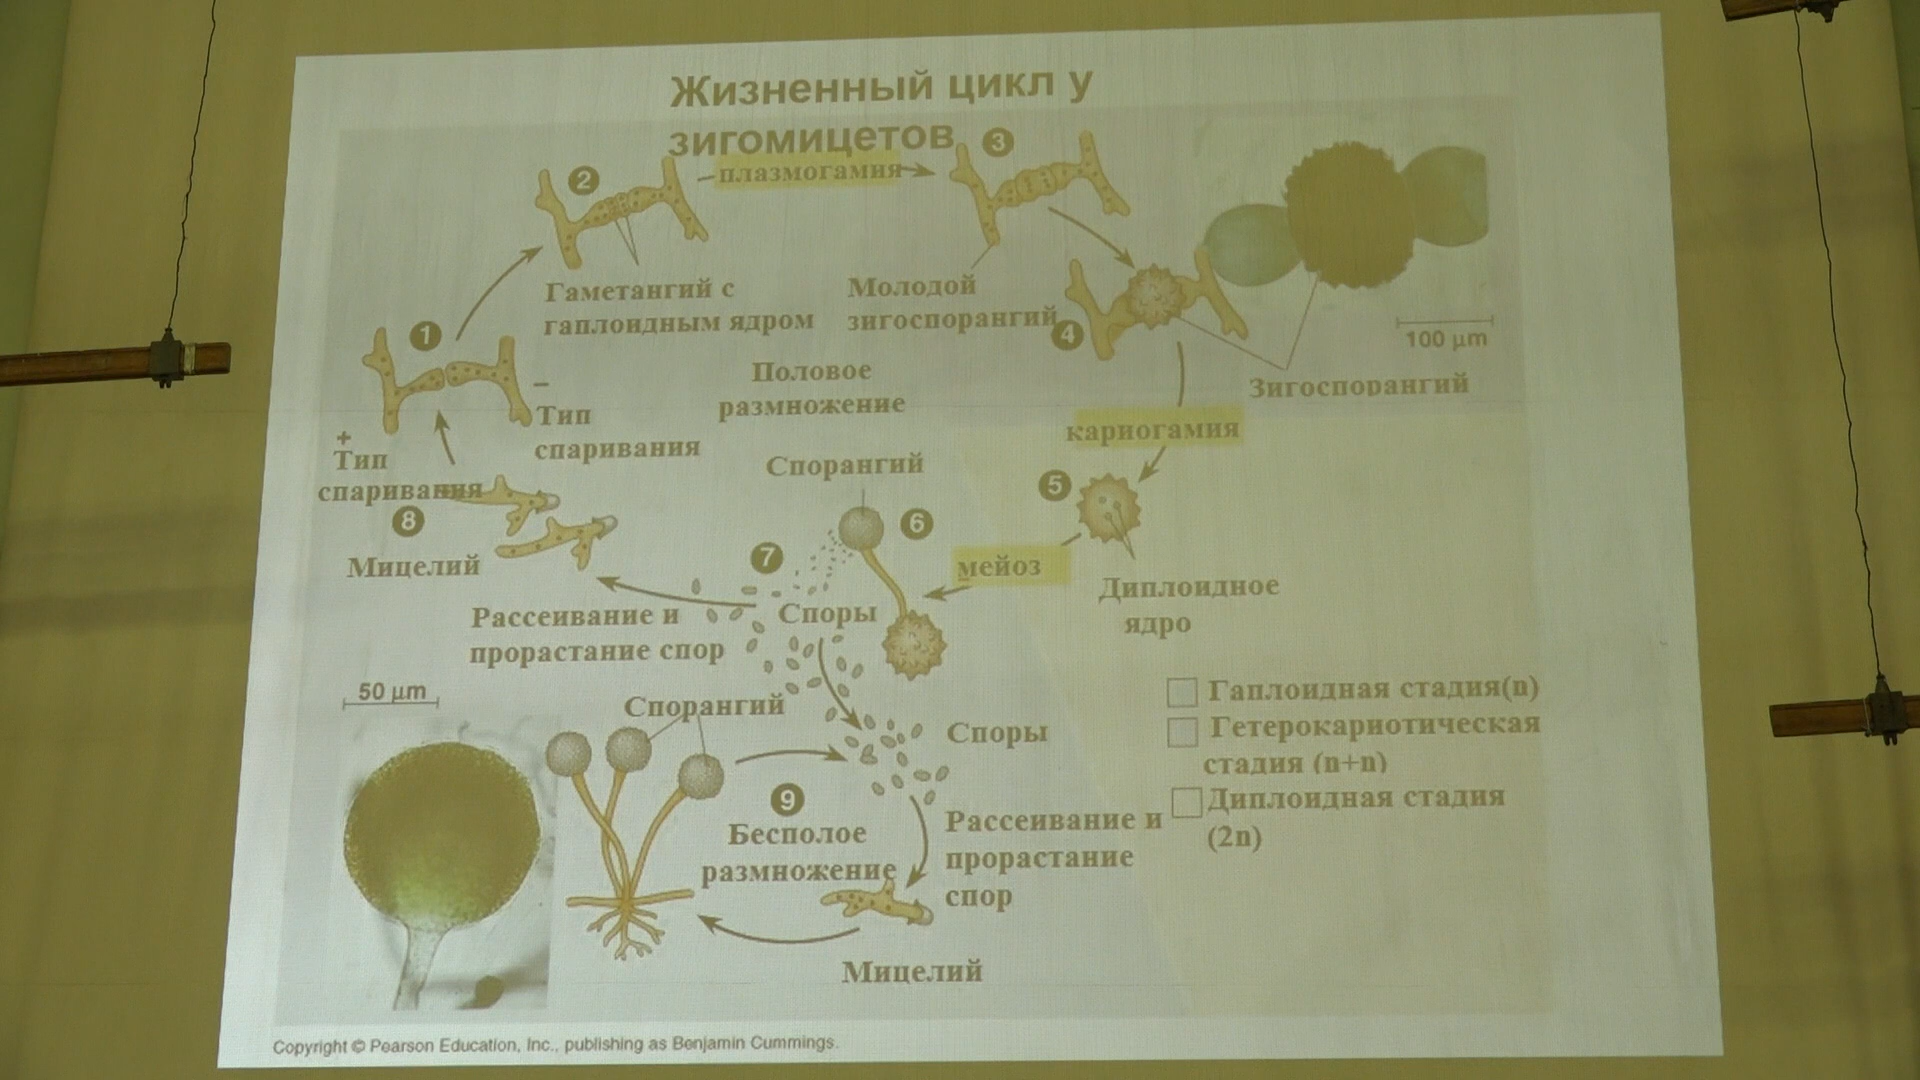 Жизненный цикл у
зигомицетов
плазмогамия
2
3
Гаметангий с
гаплоидным ядром
Молодой
зигоспорангий
4
100 µm
Зигоспорангий
1
Половое
размножение
–
Тип
спаривания
+
Тип
спаривания
кариогамия
Спорангий
5
6
8
Мицелий
7
мейоз
Диплоидное
ядро
Споры
Рассеивание и
прорастание спор
50 µm
Спорангий
Споры
Гаплоидная стадия(n)
Гетерокариотическая
стадия (n+n)
Диплоидная стадия
(2n)
9
Бесполое
размножение
Рассеивание и
прорастание
спор
Мицелий
Copyright © Pearson Education, Inc., publishing as Benjamin Cummings.